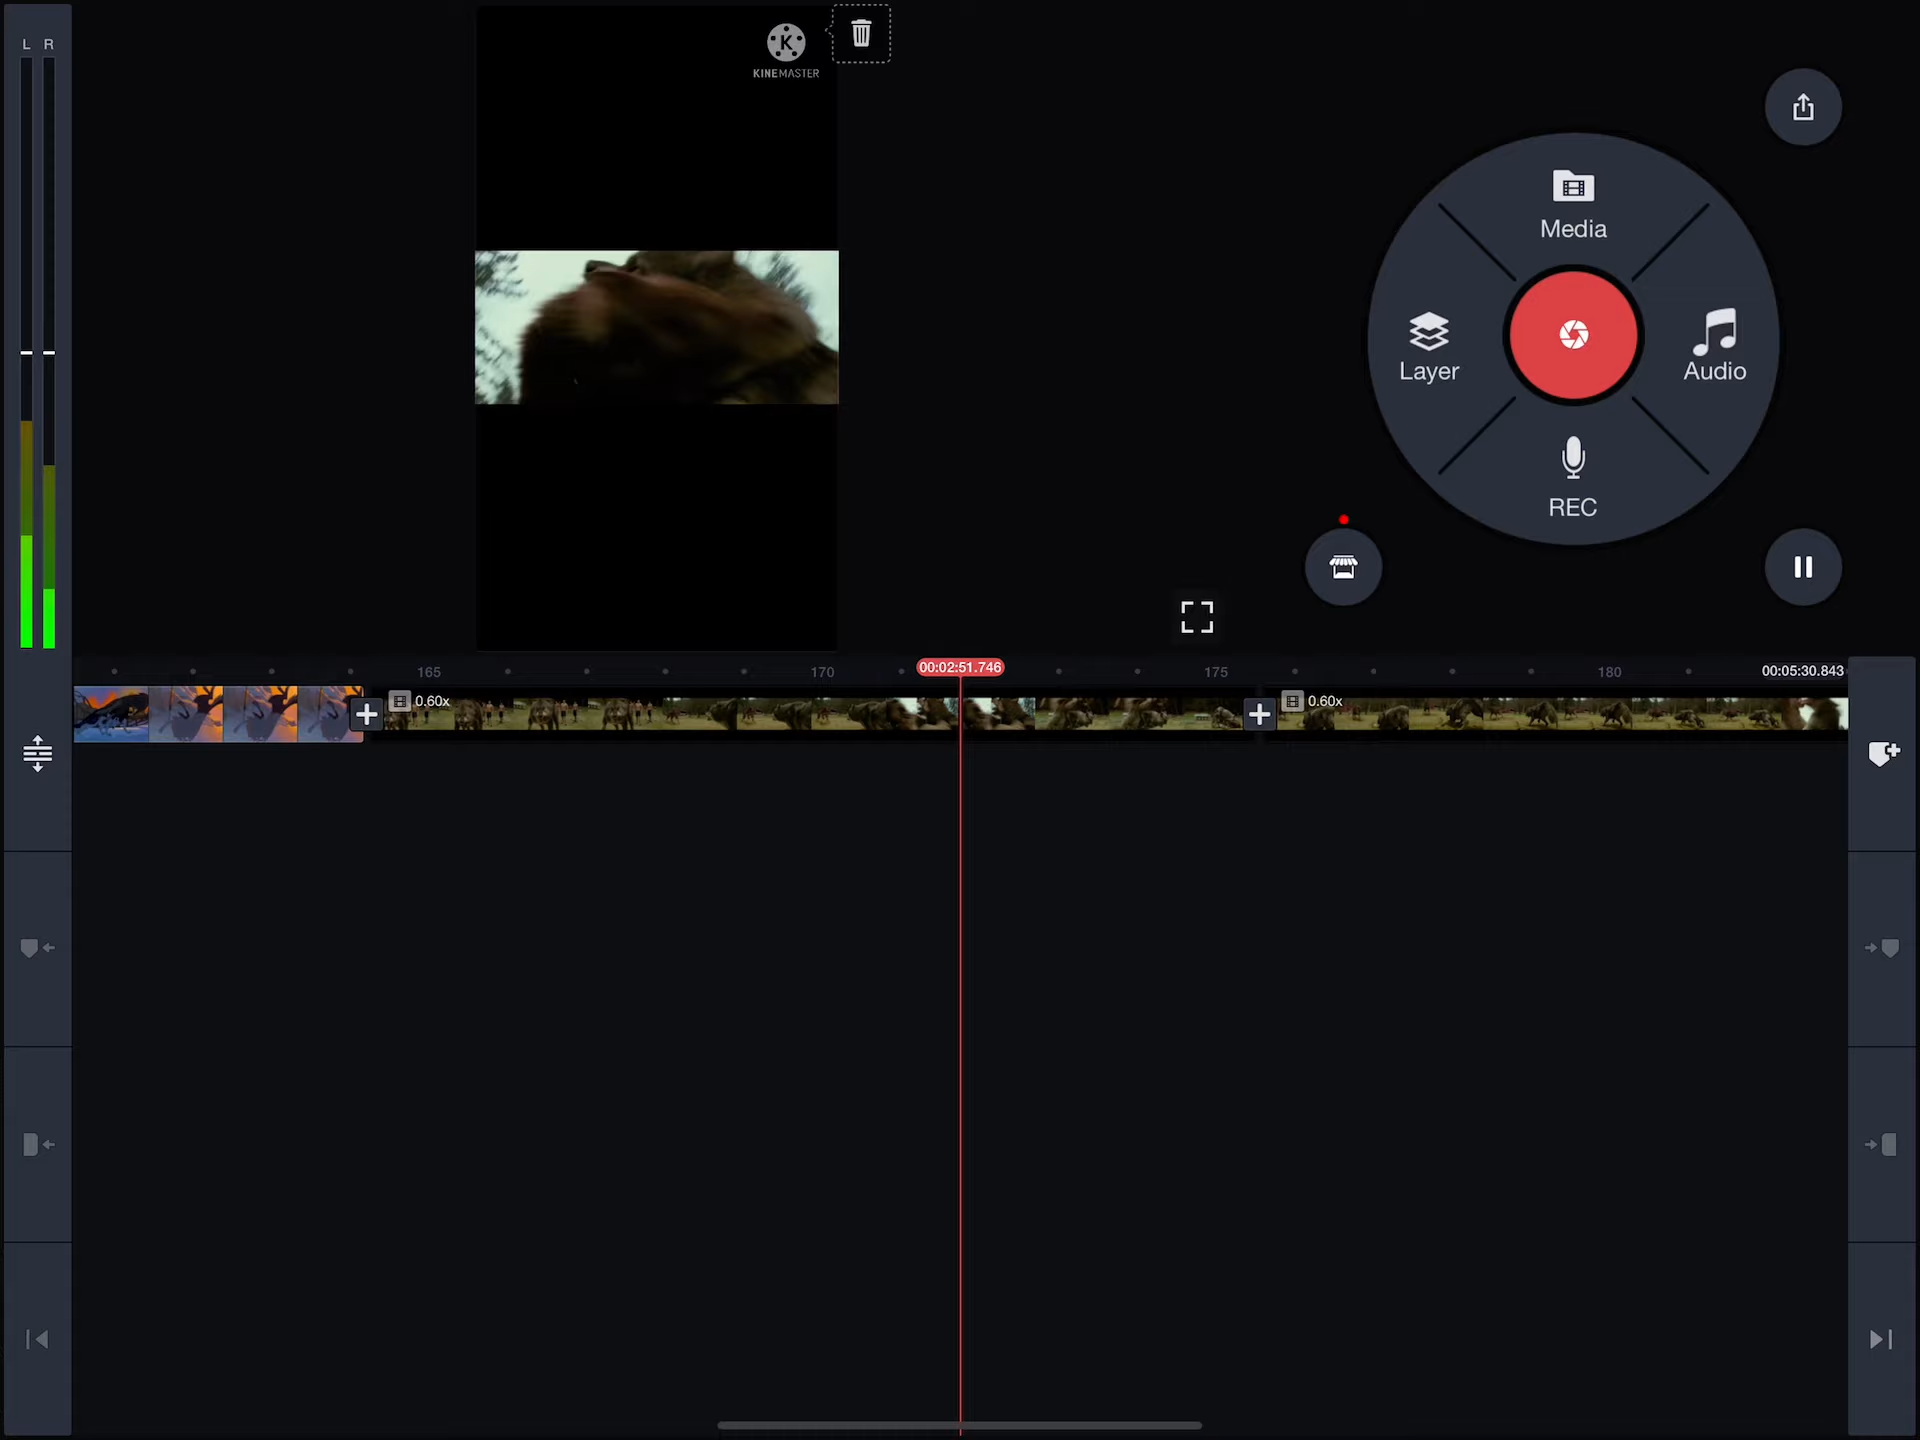 L R
KINEMASTER
Media
Layer
Audio
REC
165
170
00:02:51.746
175
180
00:05:30.843
0.60x
0.60x